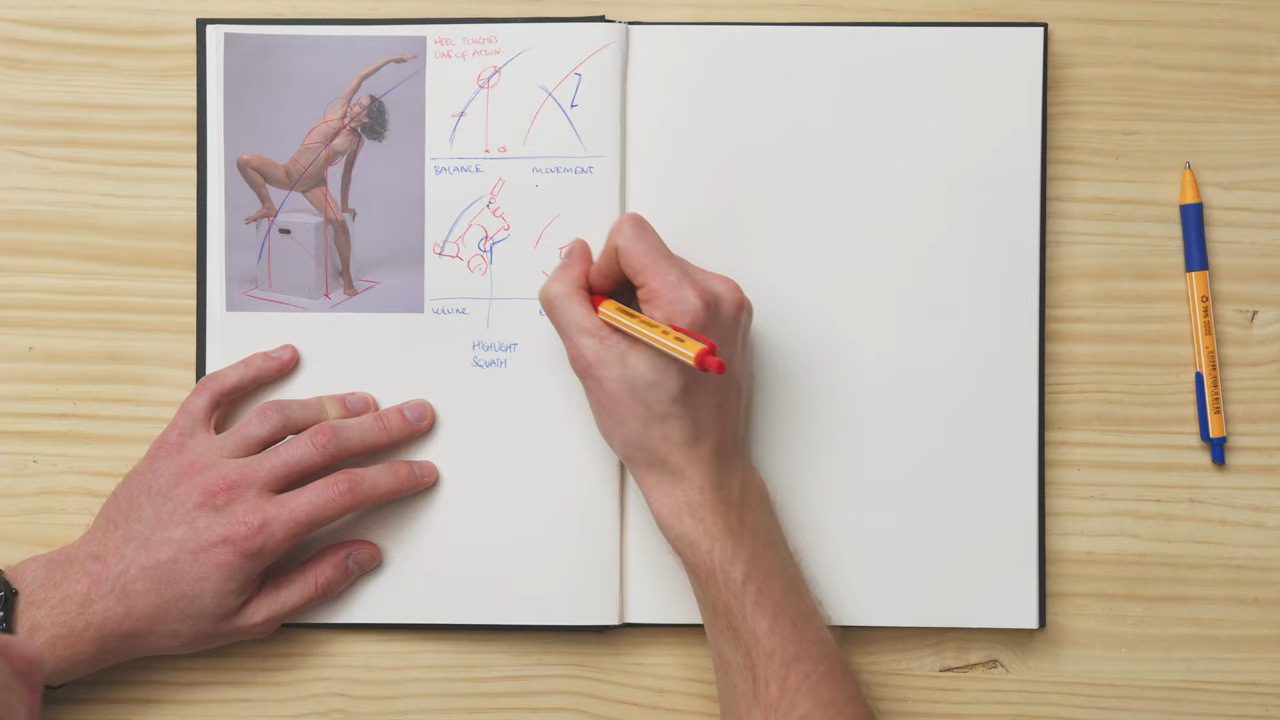 HEEL TOUCHES
LINE OF ACTION
BALANCE
MOVEMENT
VOLUME
HIGHLIGHT
SQUASH